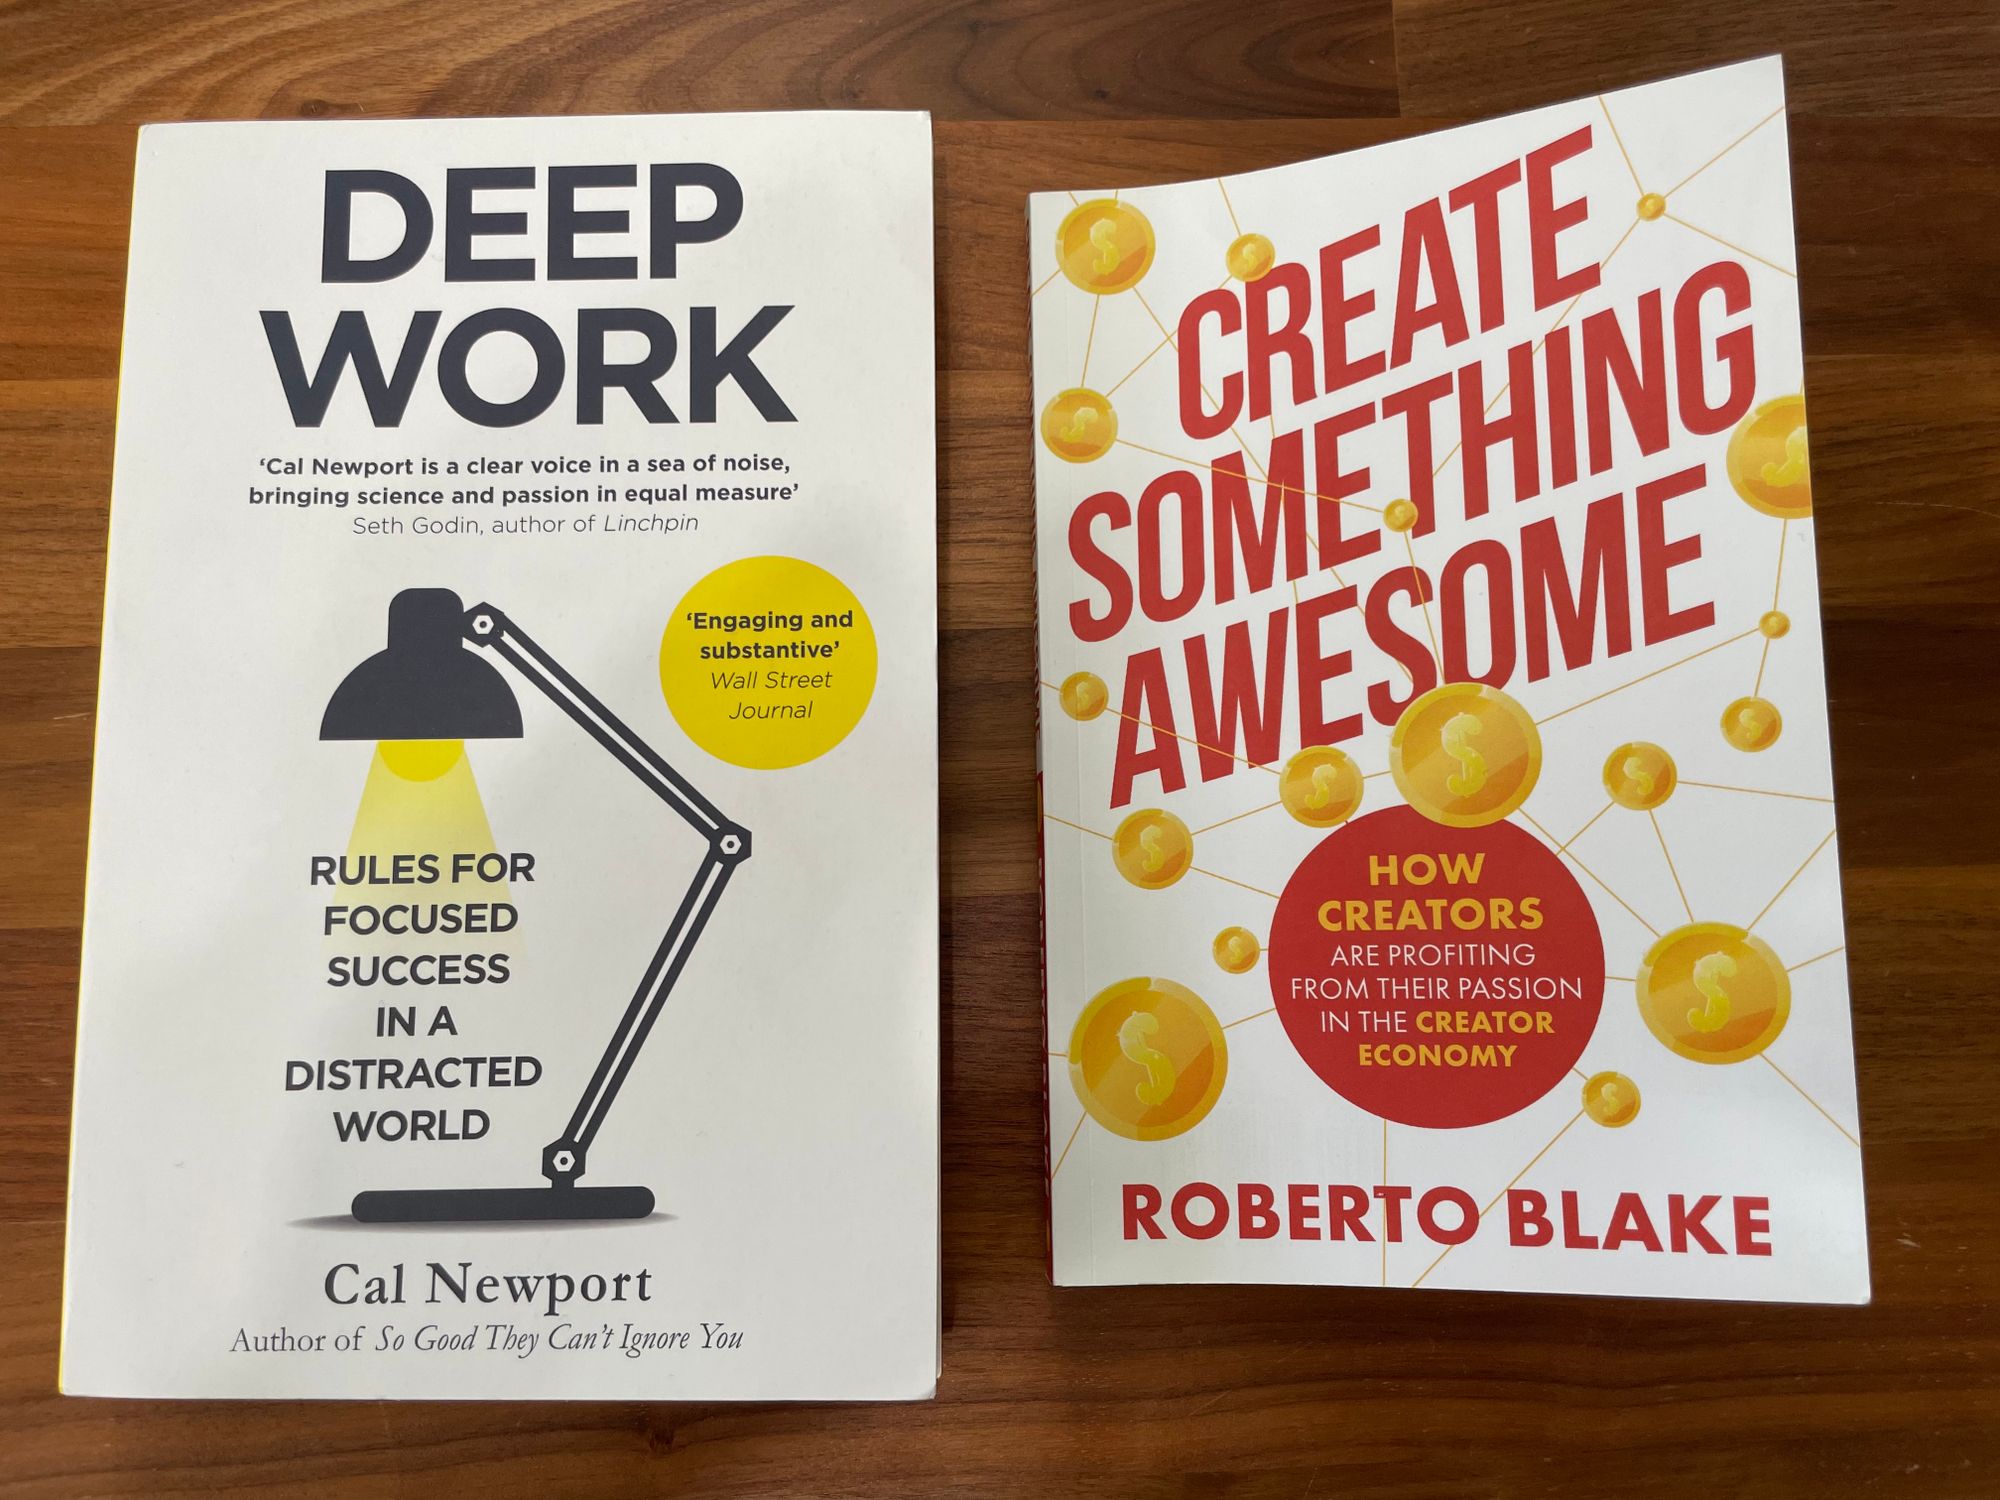 DEEP
WORK
‘Cal Newport is a clear voice in a sea of noise,
bringing science and passion in equal measure’
Seth Godin, author of Linchpin
‘Engaging and
substantive’
Wall Street
Journal
RULES FOR
FOCUSED
SUCCESS
IN A
DISTRACTED
WORLD
Cal Newport
Author of So Good They Can’t Ignore You
CREATE
SOMETHING
AWESOME
HOW
CREATORS
ARE PROFITING
FROM THEIR PASSION
IN THE CREATOR
ECONOMY
ROBERTO BLAKE